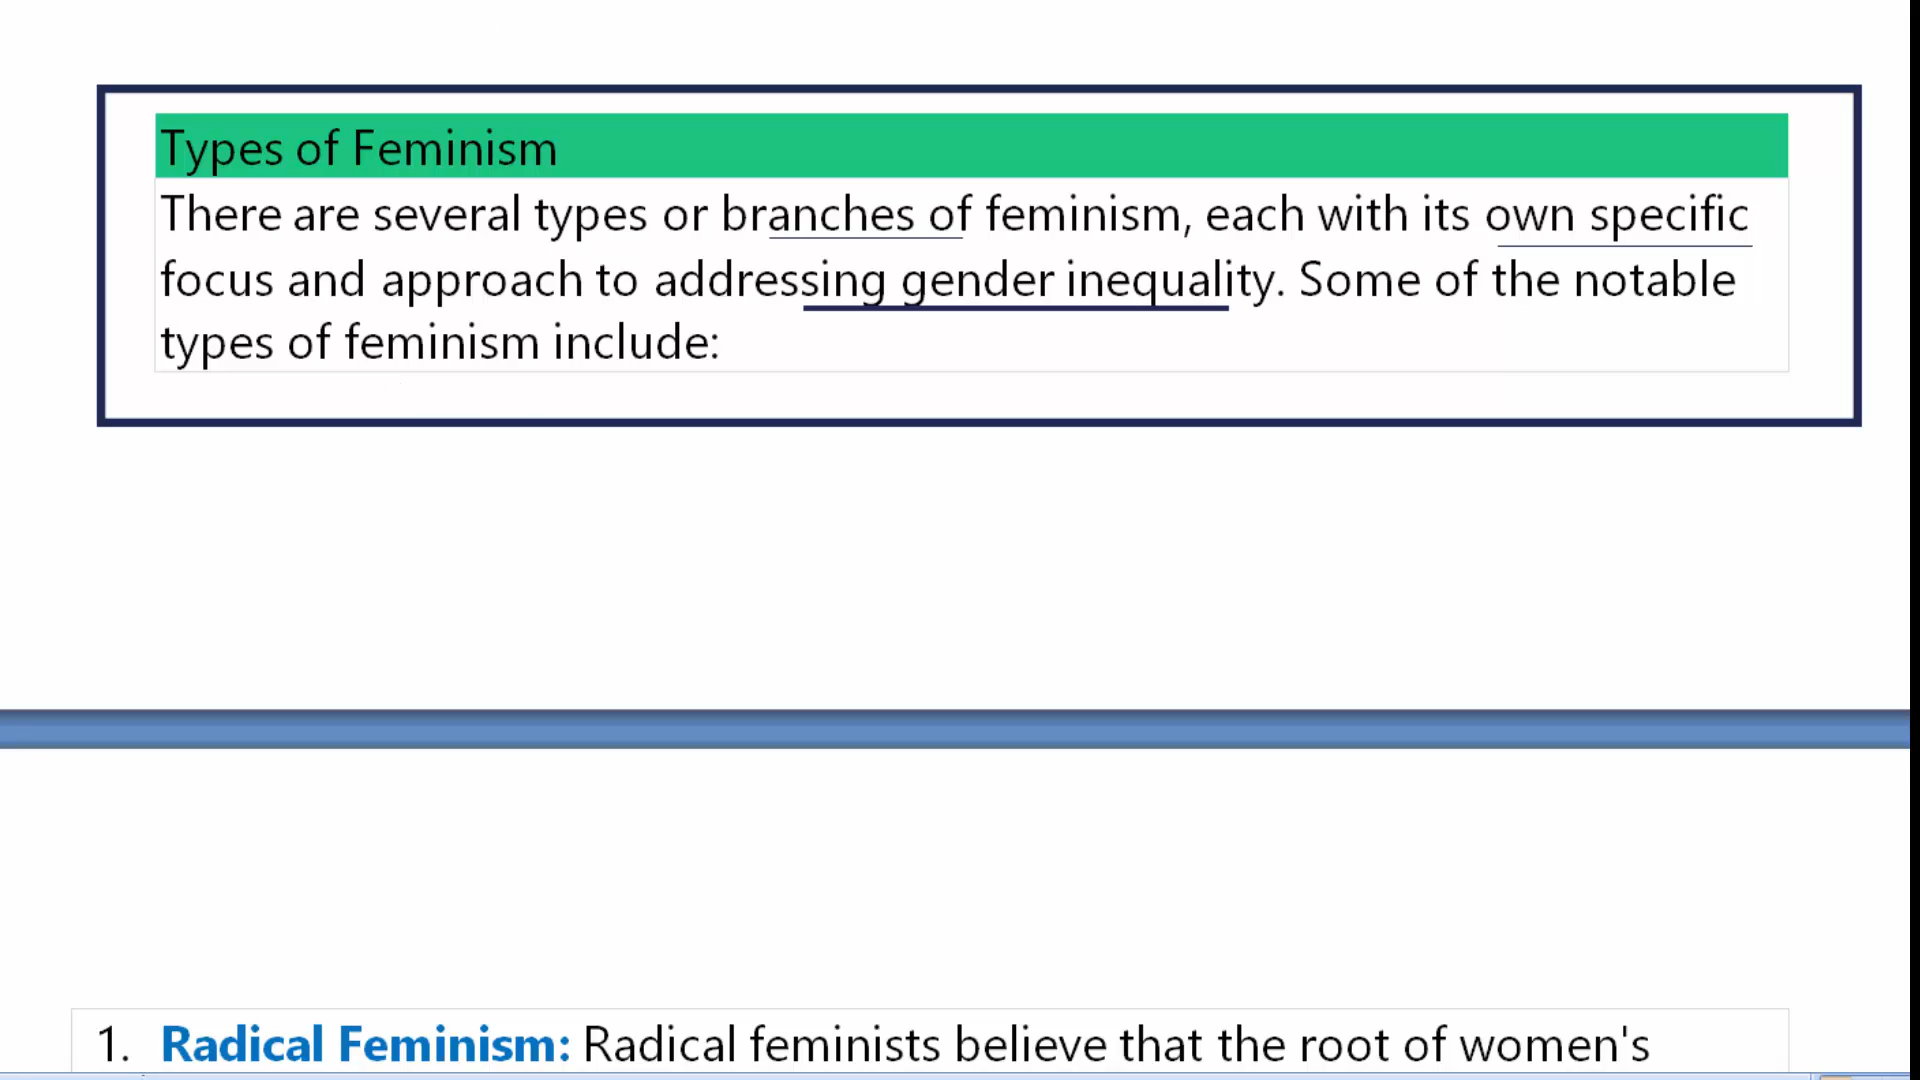 Types of Feminism
There are several types or branches of feminism, each with its own specific
focus and approach to addressing gender inequality. Some of the notable
types of feminism include:
1. Radical Feminism: Radical feminists believe that the root of women's